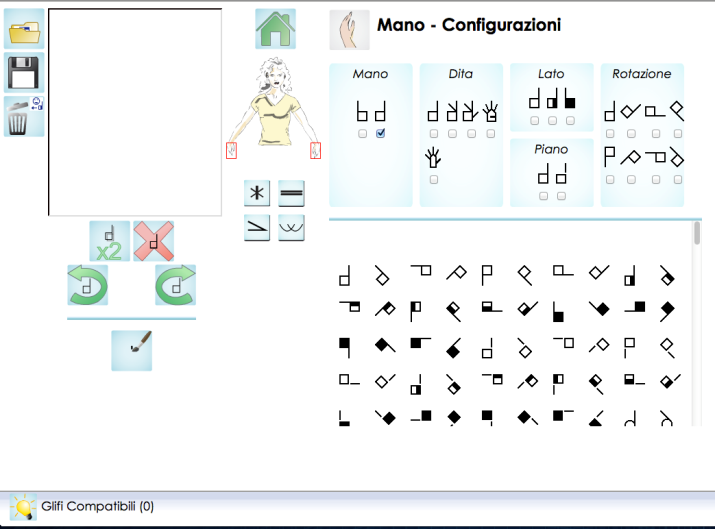 Mano - Configurazioni
Mano
Dita
Lato
Rotazione
Piano
x2
Glifi Compatibili (0)